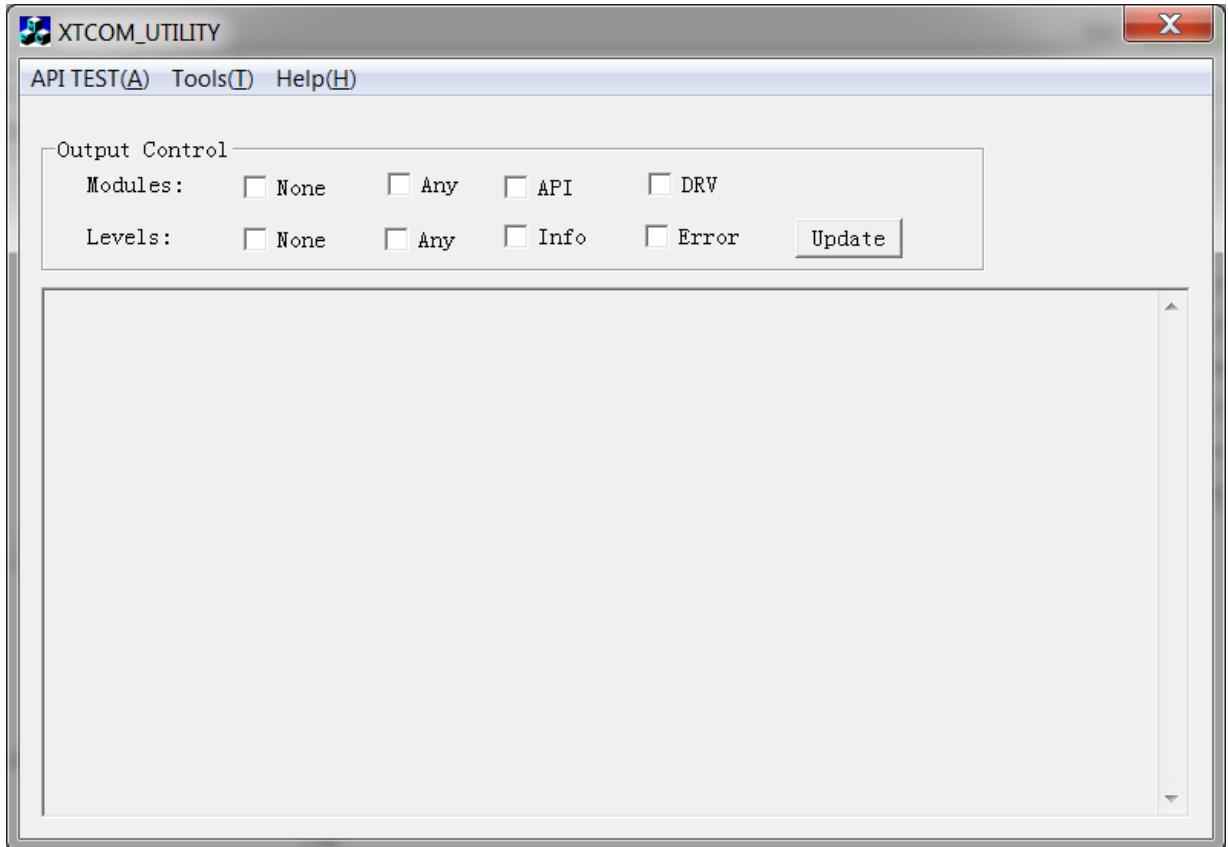 XTCOM_UTILITY
API TEST(A) Tools(T) Help(H)
Output Control
Modules: None Any API DRV
Levels: None Any Info Error Update